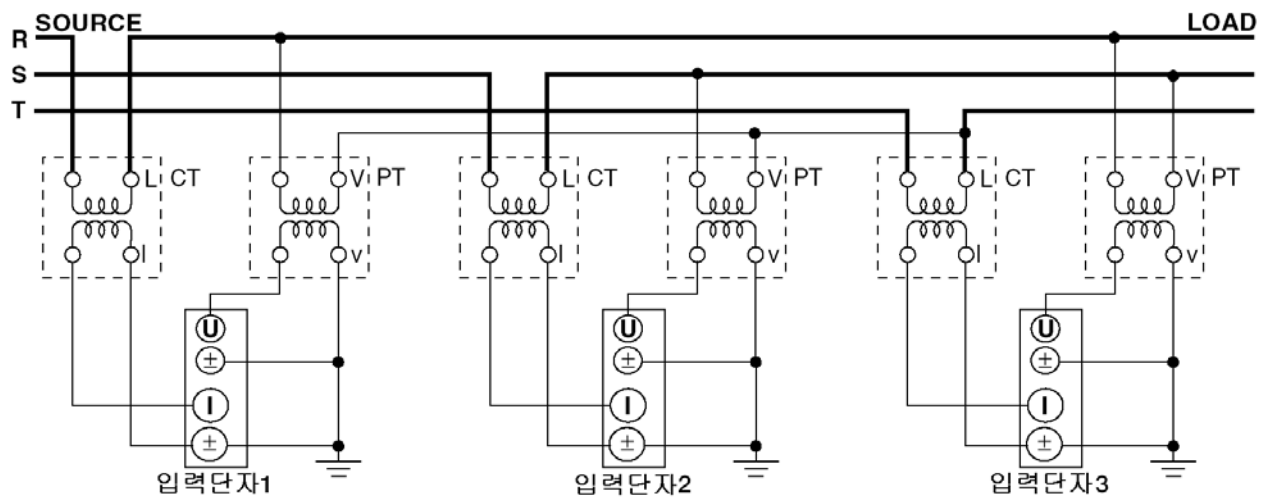 SOURCE LOAD
R
S
T
L CT V PT L CT V PT L CT V PT
l v l v l v
U U U
± ± ±
I I I
± ± ±
입력단자1 입력단자2 입력단자3